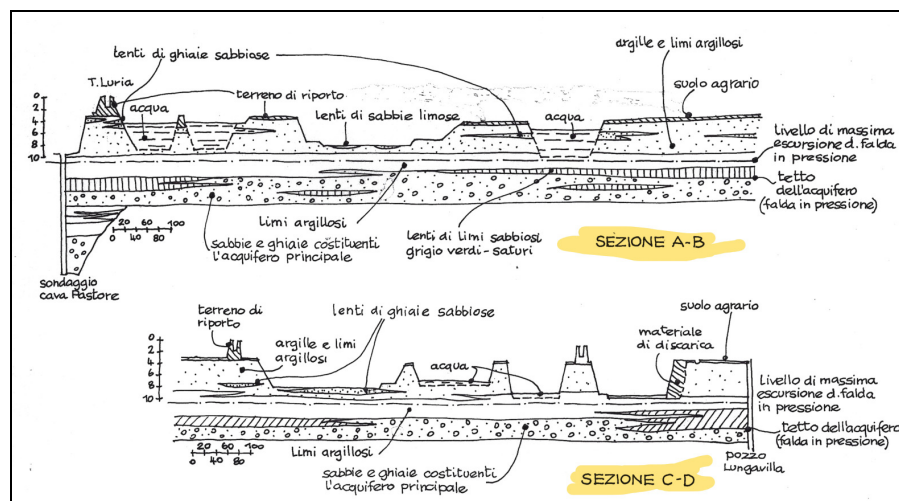 lenti di ghiaie sabbiose
argille e limi argillosi
T. Luria
terreno di riporto
suolo agrario
acqua
lenti di sabbie limose
acqua
0
2
4
6
8
10
Livello di massima
escursione d. falda
in pressione
tetto
dell'acquifero
(falda in pressione)
Limi argillosi
20 60 100
0 40 80
sabbie e ghiaie costituenti
l'acquifero principale
lenti di limi sabbiosi
grigio verdi - saturi
SEZIONE A-B
sondaggio
cava Pastore
terreno di
riporto
lenti di ghiaie sabbiose
suolo agrario
argille e limi
argillosi
materiale
di discarica
acqua
0
2
4
6
8
10
Livello di massima
escursione d. falda
in pressione
tetto dell'acquifero
(falda in pressione)
Limi argillosi
20 60 100
0 40 80
sabbie e ghiaie costituenti
l'acquifero principale
SEZIONE C-D
pozzo
Lungavilla